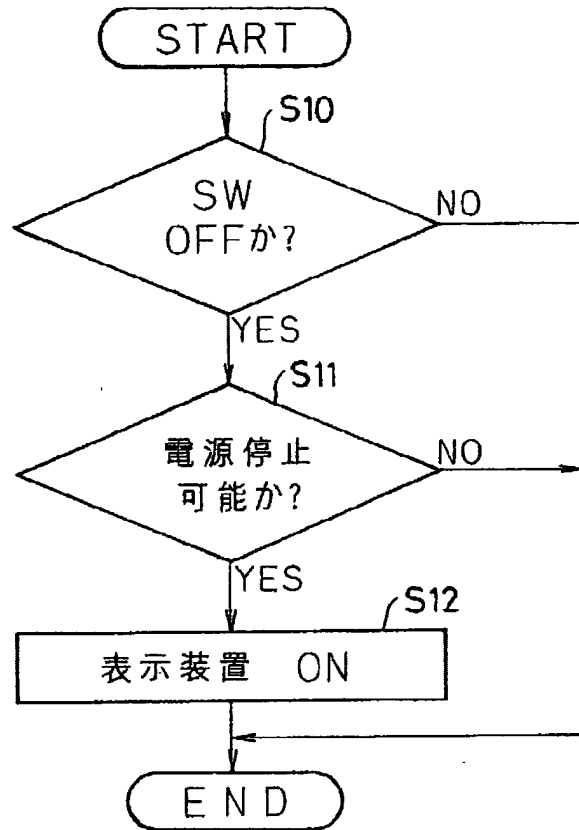 START
S10
SW
OFFか?
NO
YES
S11
電源停止
可能か?
NO
YES
S12
表示装置 ON
END